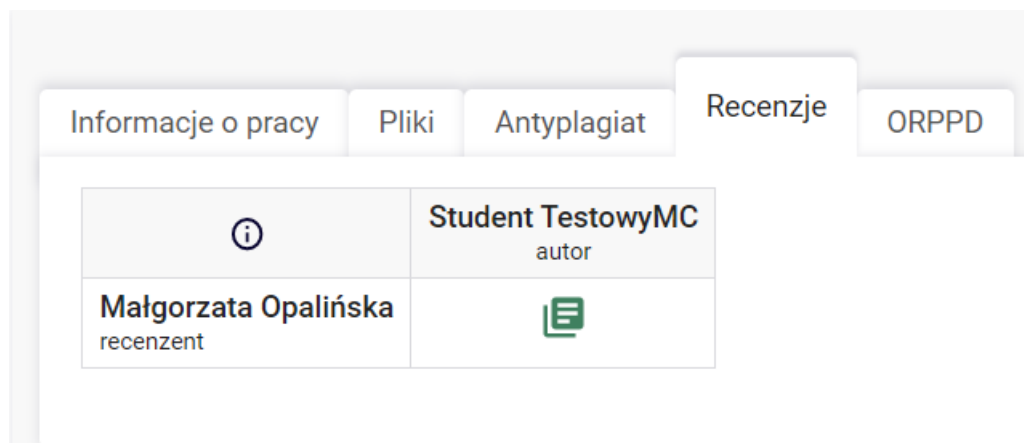 Informacje o pracy
Pliki
Antyplagiat
Recenzje
ORPPD
Student TestowyMC
autor
Małgorzata Opalińska
recenzent